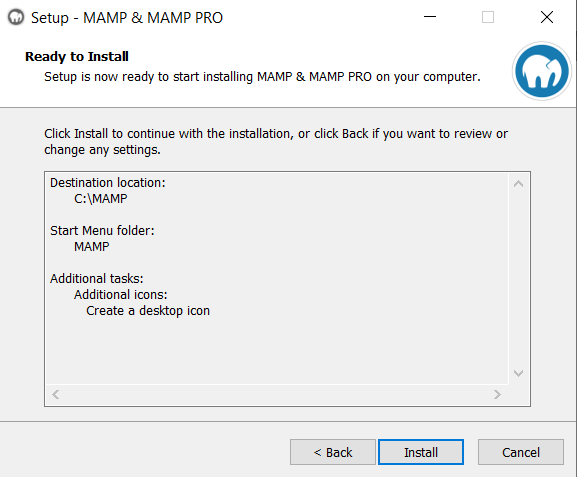 Setup - MAMP & MAMP PRO
Ready to Install
Setup is now ready to start installing MAMP & MAMP PRO on your computer.
Click Install to continue with the installation, or click Back if you want to review or
change any settings.
Destination location:
C:\MAMP
Start Menu folder:
MAMP
Additional tasks:
Additional icons:
Create a desktop icon
< Back
Install
Cancel